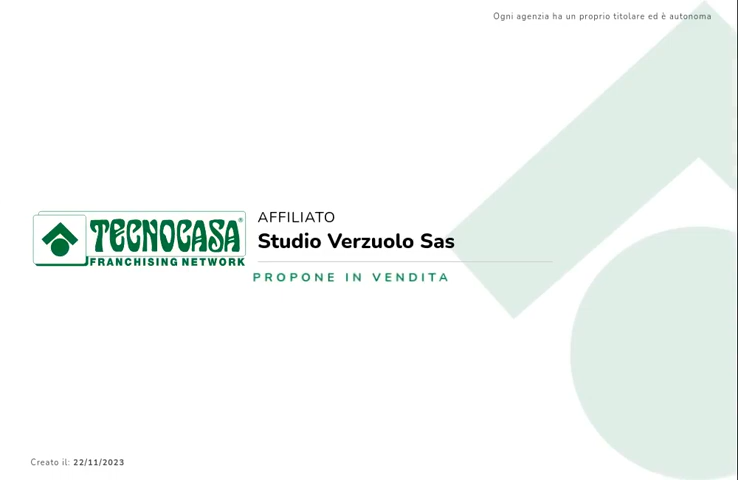 Ogni agenzia ha un proprio titolare ed è autonoma
AFFILIATO
TECNOCASA®
Studio Verzuolo Sas
FRANCHISING NETWORK
PROPONE IN VENDITA
Creato il: 22/11/2023